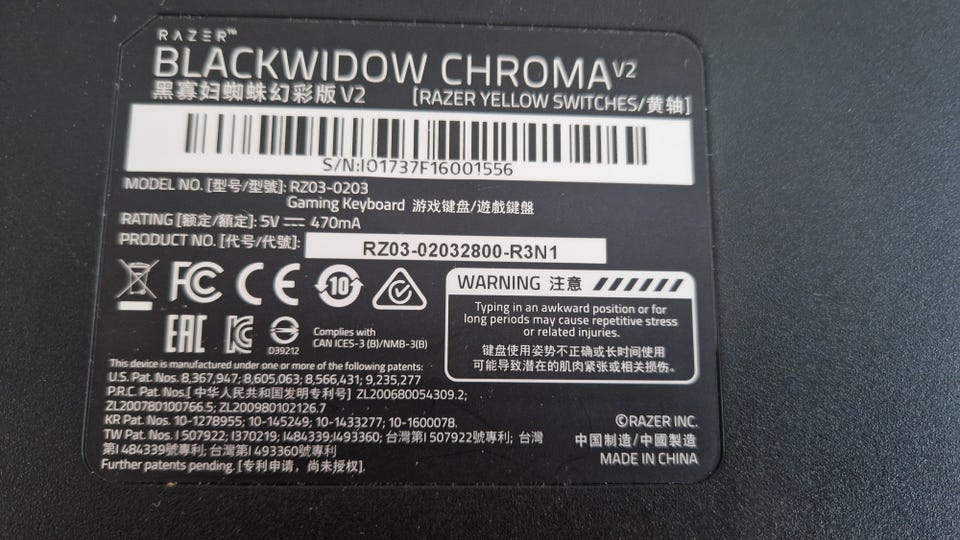 RAZER™
BLACKWIDOW CHROMA V2
黑寡妇蜘蛛幻彩版 V2 [RAZER YELLOW SWITCHES/黄轴]
S/N:IO1737F16001556
MODEL NO. [型号/型號]: RZ03-0203
Gaming Keyboard 游戏键盘/遊戲鍵盤
RATING [额定/額定]: 5V ⎓ 470mA
PRODUCT NO. [代号/代號]: RZ03-02032800-R3N1
FC CE 10
EAC KC D39212
Complies with
CAN ICES-3 (B)/NMB-3(B)
WARNING 注意
Typing in an awkward position or for
long periods may cause repetitive stress
or related injuries.
键盘使用姿势不正确或长时间使用
可能导致潜在的肌肉紧张或相关损伤。
This device is manufactured under one or more of the following patents:
U.S. Pat. Nos. 8,367,947; 8,605,063; 8,566,431; 9,235,277
P.R.C. Pat. Nos.[ 中华人民共和国发明专利号] ZL200680054309.2;
ZL200780100766.5; ZL200980102126.7
KR Pat. Nos. 10-1278955; 10-145249; 10-1433277; 10-1600078.
TW Pat. Nos. I 507922; I370219; I484339;I493360; 台灣第I 507922號專利; 台灣
第I 484339號專利; 台灣第I 493360號專利
Further patents pending. [专利申请，尚未授权].
©RAZER INC.
中国制造/中國製造
MADE IN CHINA